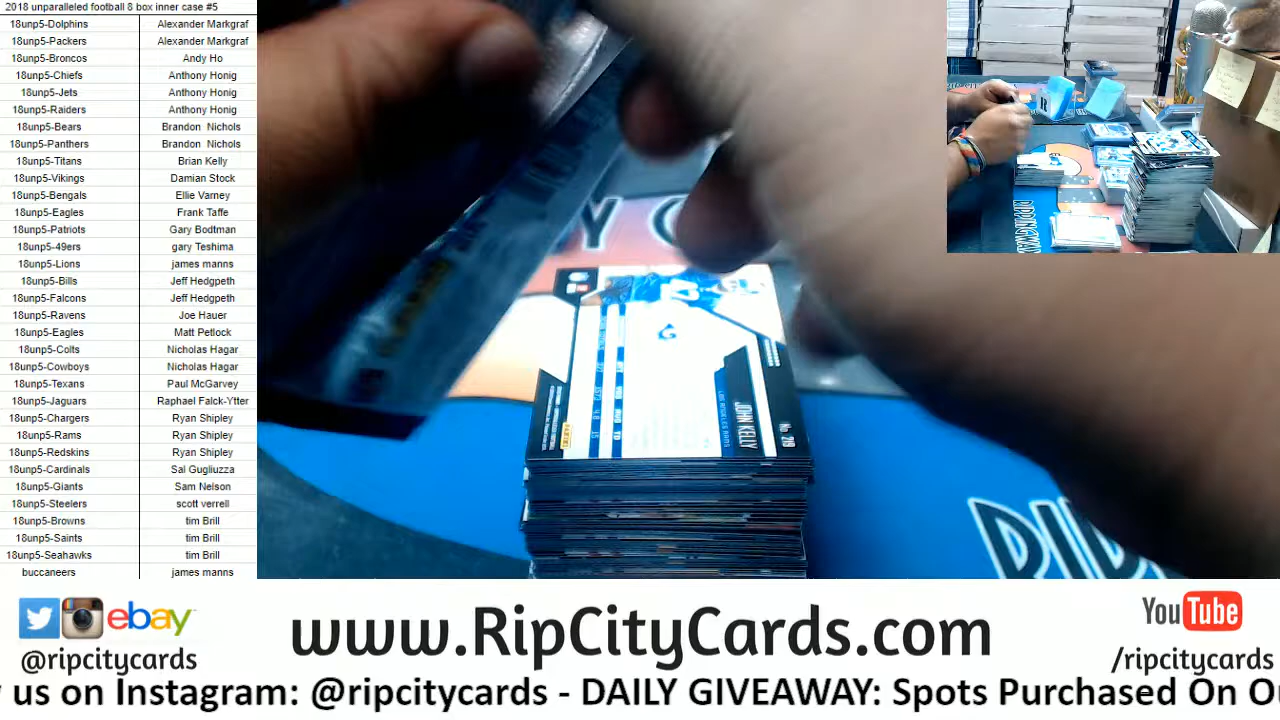 2018 unparalleled football 8 box inner case #5
18unp5-Dolphins Alexander Markgraf
18unp5-Packers Alexander Markgraf
18unp5-Broncos Andy Ho
18unp5-Chiefs Anthony Honig
18unp5-Jets Anthony Honig
18unp5-Raiders Anthony Honig
18unp5-Bears Brandon Nichols
18unp5-Panthers Brandon Nichols
18unp5-Titans Brian Kelly
18unp5-Vikings Damian Stock
18unp5-Bengals Ellie Varney
18unp5-Eagles Frank Taffe
18unp5-Patriots Gary Bodtman
18unp5-49ers gary Teshima
18unp5-Lions james manns
18unp5-Bills Jeff Hedgpeth
18unp5-Falcons Jeff Hedgpeth
18unp5-Ravens Joe Hauer
18unp5-Eagles Matt Petlock
18unp5-Colts Nicholas Hagar
18unp5-Cowboys Nicholas Hagar
18unp5-Texans Paul McGarvey
18unp5-Jaguars Raphael Falck-Ytter
18unp5-Chargers Ryan Shipley
18unp5-Rams Ryan Shipley
18unp5-Redskins Ryan Shipley
18unp5-Cardinals Sal Gugliuzza
18unp5-Giants Sam Nelson
18unp5-Steelers scott verrell
18unp5-Browns tim Brill
18unp5-Saints tim Brill
18unp5-Seahawks tim Brill
buccaneers james manns
No. 219
JOHN KELLY
LOS ANGELES RAMS
PANINI
ebay
@ripcitycards
www.RipCityCards.com
YouTube
/ripcitycards
us on Instagram: @ripcitycards - DAILY GIVEAWAY: Spots Purchased On